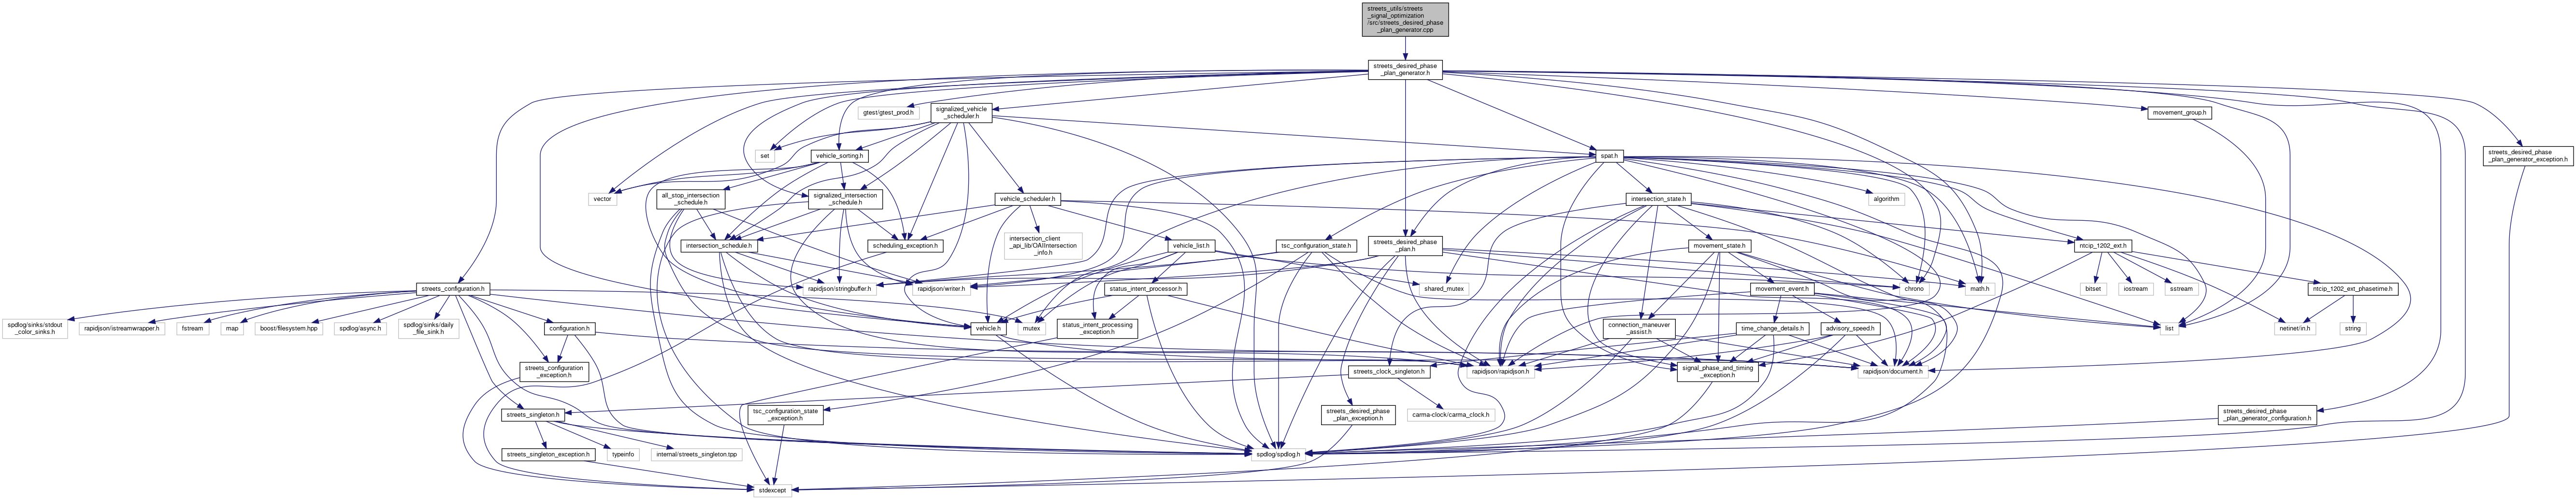 streets_utils/streets
_signal_optimization
/src/streets_desired_phase
_plan_generator.cpp
streets_desired_phase
_plan_generator.h
gtest/gtest_prod.h
signalized_vehicle
_scheduler.h
movement_group.h
set
vehicle_sorting.h
spat.h
streets_desired_phase
_plan_generator_exception.h
vector
all_stop_intersection
_schedule.h
signalized_intersection
_schedule.h
vehicle_scheduler.h
intersection_state.h
algorithm
intersection_schedule.h
scheduling_exception.h
intersection_client
_api_lib/OAIIntersection
_info.h
vehicle_list.h
tsc_configuration_state.h
streets_desired_phase
_plan.h
movement_state.h
ntcip_1202_ext.h
streets_configuration.h
rapidjson/stringbuffer.h
rapidjson/writer.h
status_intent_processor.h
shared_mutex
chrono
math.h
movement_event.h
bitset
iostream
sstream
ntcip_1202_ext_phasetime.h
spdlog/sinks/stdout
_color_sinks.h
rapidjson/istreamwrapper.h
fstream
map
boost/filesystem.hpp
spdlog/async.h
spdlog/sinks/daily
_file_sink.h
configuration.h
vehicle.h
mutex
status_intent_processing
_exception.h
connection_maneuver
_assist.h
time_change_details.h
advisory_speed.h
list
netinet/in.h
string
streets_configuration
_exception.h
streets_clock_singleton.h
rapidjson/rapidjson.h
signal_phase_and_timing
_exception.h
rapidjson/document.h
streets_singleton.h
tsc_configuration_state
_exception.h
carma-clock/carma_clock.h
streets_desired_phase
_plan_exception.h
streets_desired_phase
_plan_generator_configuration.h
streets_singleton_exception.h
typeinfo
internal/streets_singleton.tpp
spdlog/spdlog.h
stdexcept